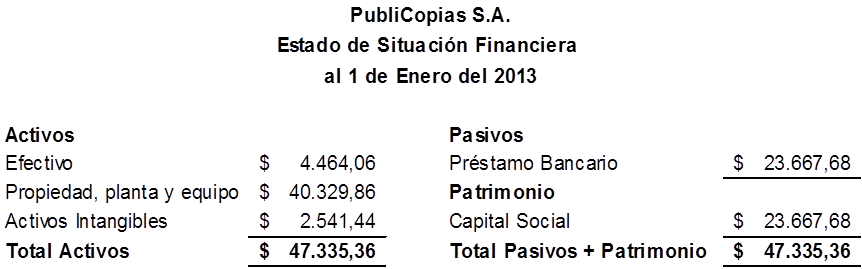 PubliCopias S.A.
Estado de Situación Financiera
al 1 de Enero del 2013
Activos Pasivos
Efectivo $ 4.464,06 Préstamo Bancario $ 23.667,68
Propiedad, planta y equipo $ 40.329,86 Patrimonio
Activos Intangibles $ 2.541,44 Capital Social $ 23.667,68
Total Activos $ 47.335,36 Total Pasivos + Patrimonio $ 47.335,36